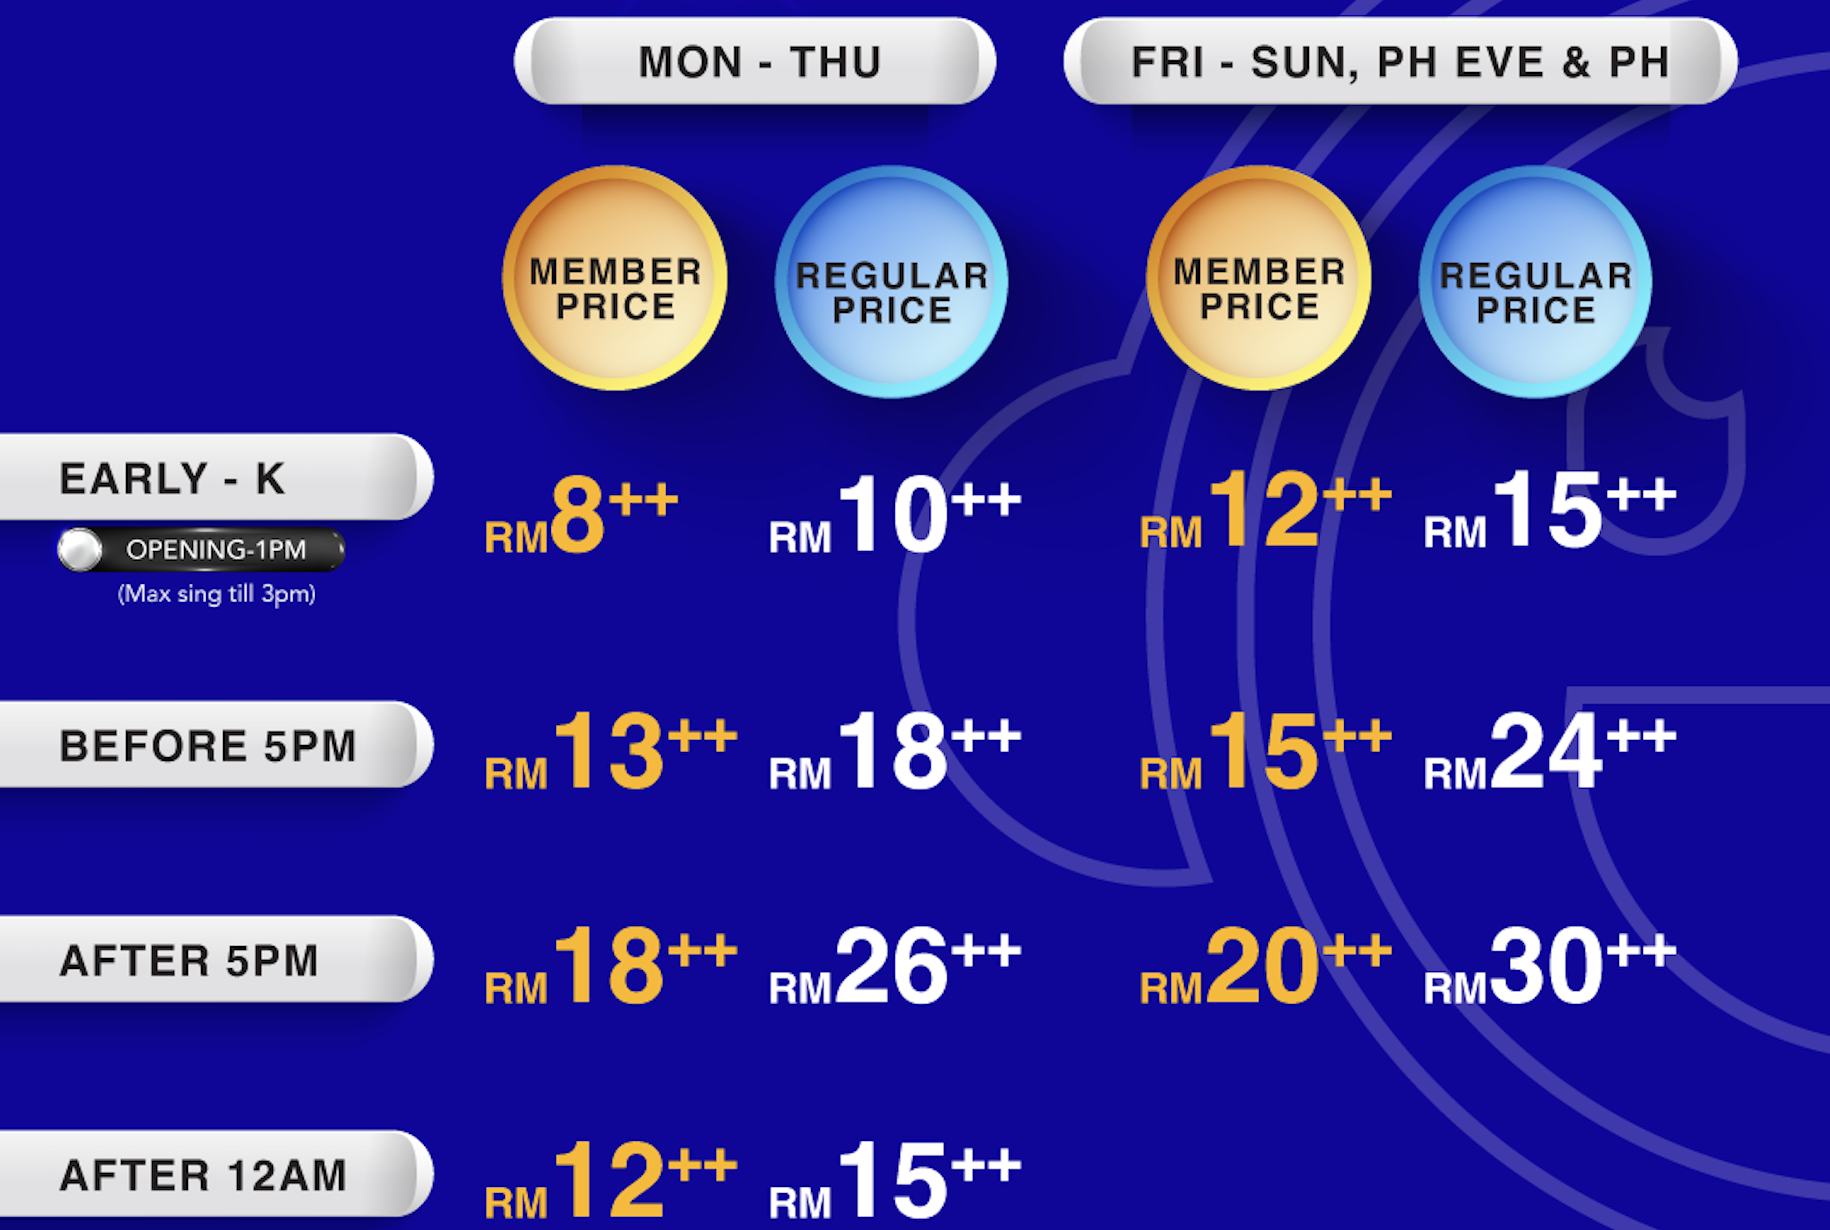 MON - THU
FRI - SUN, PH EVE & PH
MEMBER
PRICE
REGULAR
PRICE
MEMBER
PRICE
REGULAR
PRICE
EARLY - K
OPENING-1PM
(Max sing till 3pm)
RM8++
RM10++
RM12++
RM15++
BEFORE 5PM
RM13++
RM18++
RM15++
RM24++
AFTER 5PM
RM18++
RM26++
RM20++
RM30++
AFTER 12AM
RM12++
RM15++